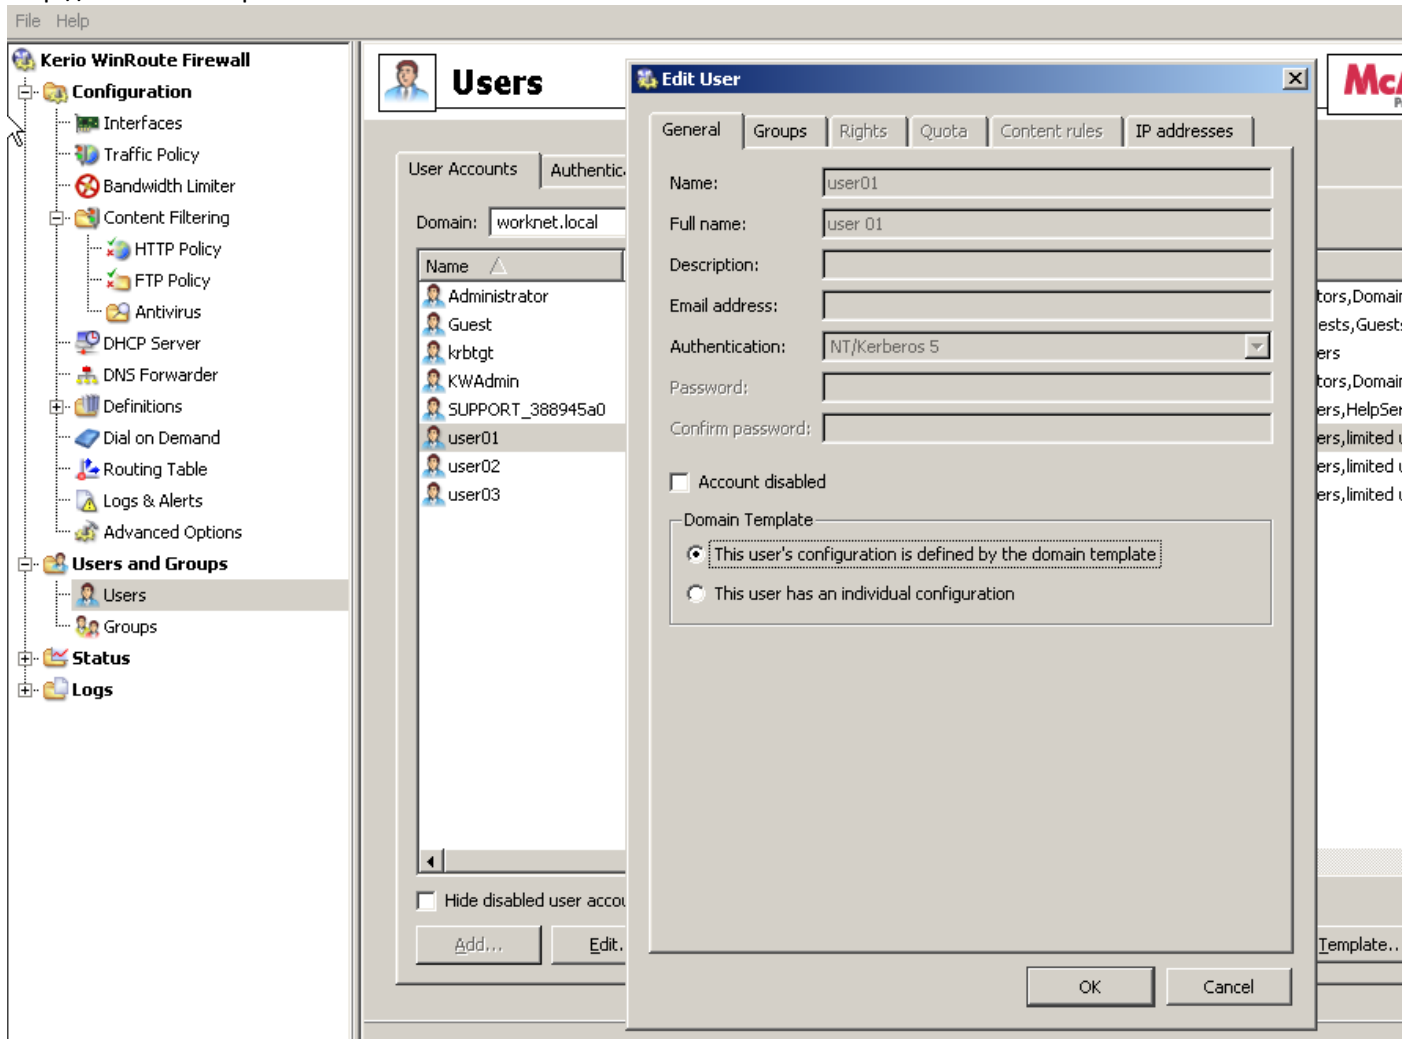 File Help
Kerio WinRoute Firewall
Configuration
Interfaces
Traffic Policy
Bandwidth Limiter
Content Filtering
HTTP Policy
FTP Policy
Antivirus
DHCP Server
DNS Forwarder
Definitions
Dial on Demand
Routing Table
Logs & Alerts
Advanced Options
Users and Groups
Users
Groups
Status
Logs
Users
User Accounts Authentic
Domain: worknet.local
Name
Administrator
Guest
krbtgt
KWAdmin
SUPPORT_388945a0
user01
user02
user03
Hide disabled user accou
Add... Edit.
Edit User
General Groups Rights Quota Content rules IP addresses
Name: user01
Full name: user 01
Description:
Email address:
Authentication: NT/Kerberos 5
Password:
Confirm password:
Account disabled
Domain Template
This user's configuration is defined by the domain template
This user has an individual configuration
OK Cancel
McA
tors,Domain
ests,Guests
ers
tors,Domain
ers,HelpSer
ers,limited u
ers,limited u
ers,limited u
Template..